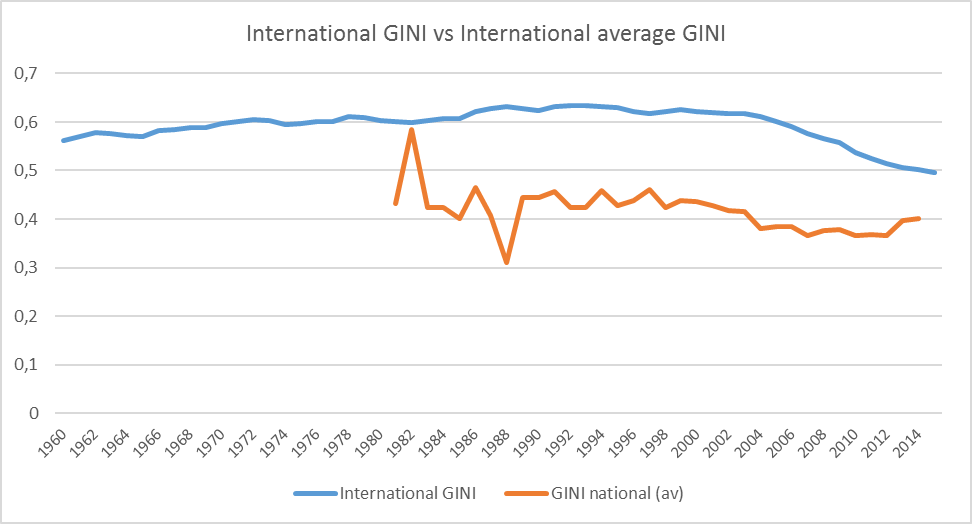 International GINI vs International average GINI
0,7
0,6
0,5
0,4
0,3
0,2
0,1
0
1960 1962 1964 1966 1968 1970 1972 1974 1976 1978 1980 1982 1984 1986 1988 1990 1992 1994 1996 1998 2000 2002 2004 2006 2008 2010 2012 2014
International GINI GINI national (av)